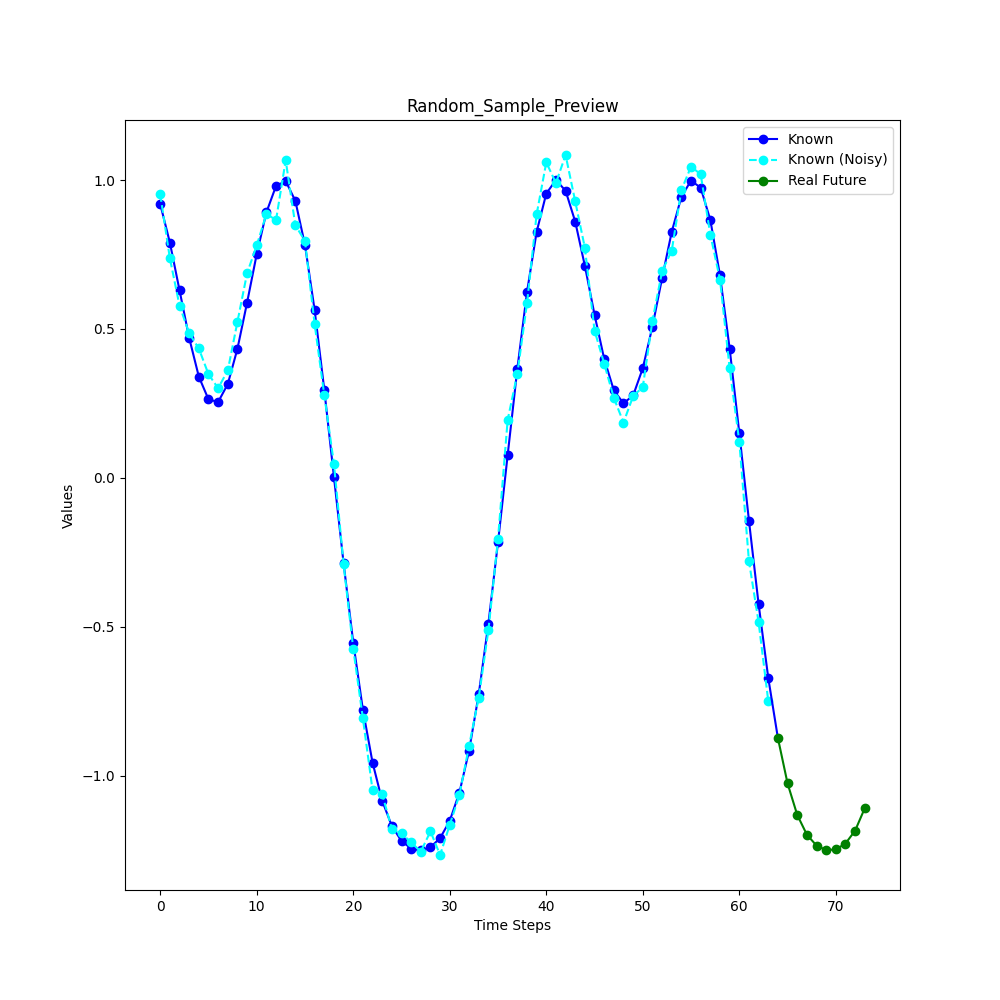 Random_Sample_Preview
Known
Known (Noisy)
Real Future
1.0
0.5
0.0
−0.5
−1.0
Values
0 10 20 30 40 50 60 70
Time Steps